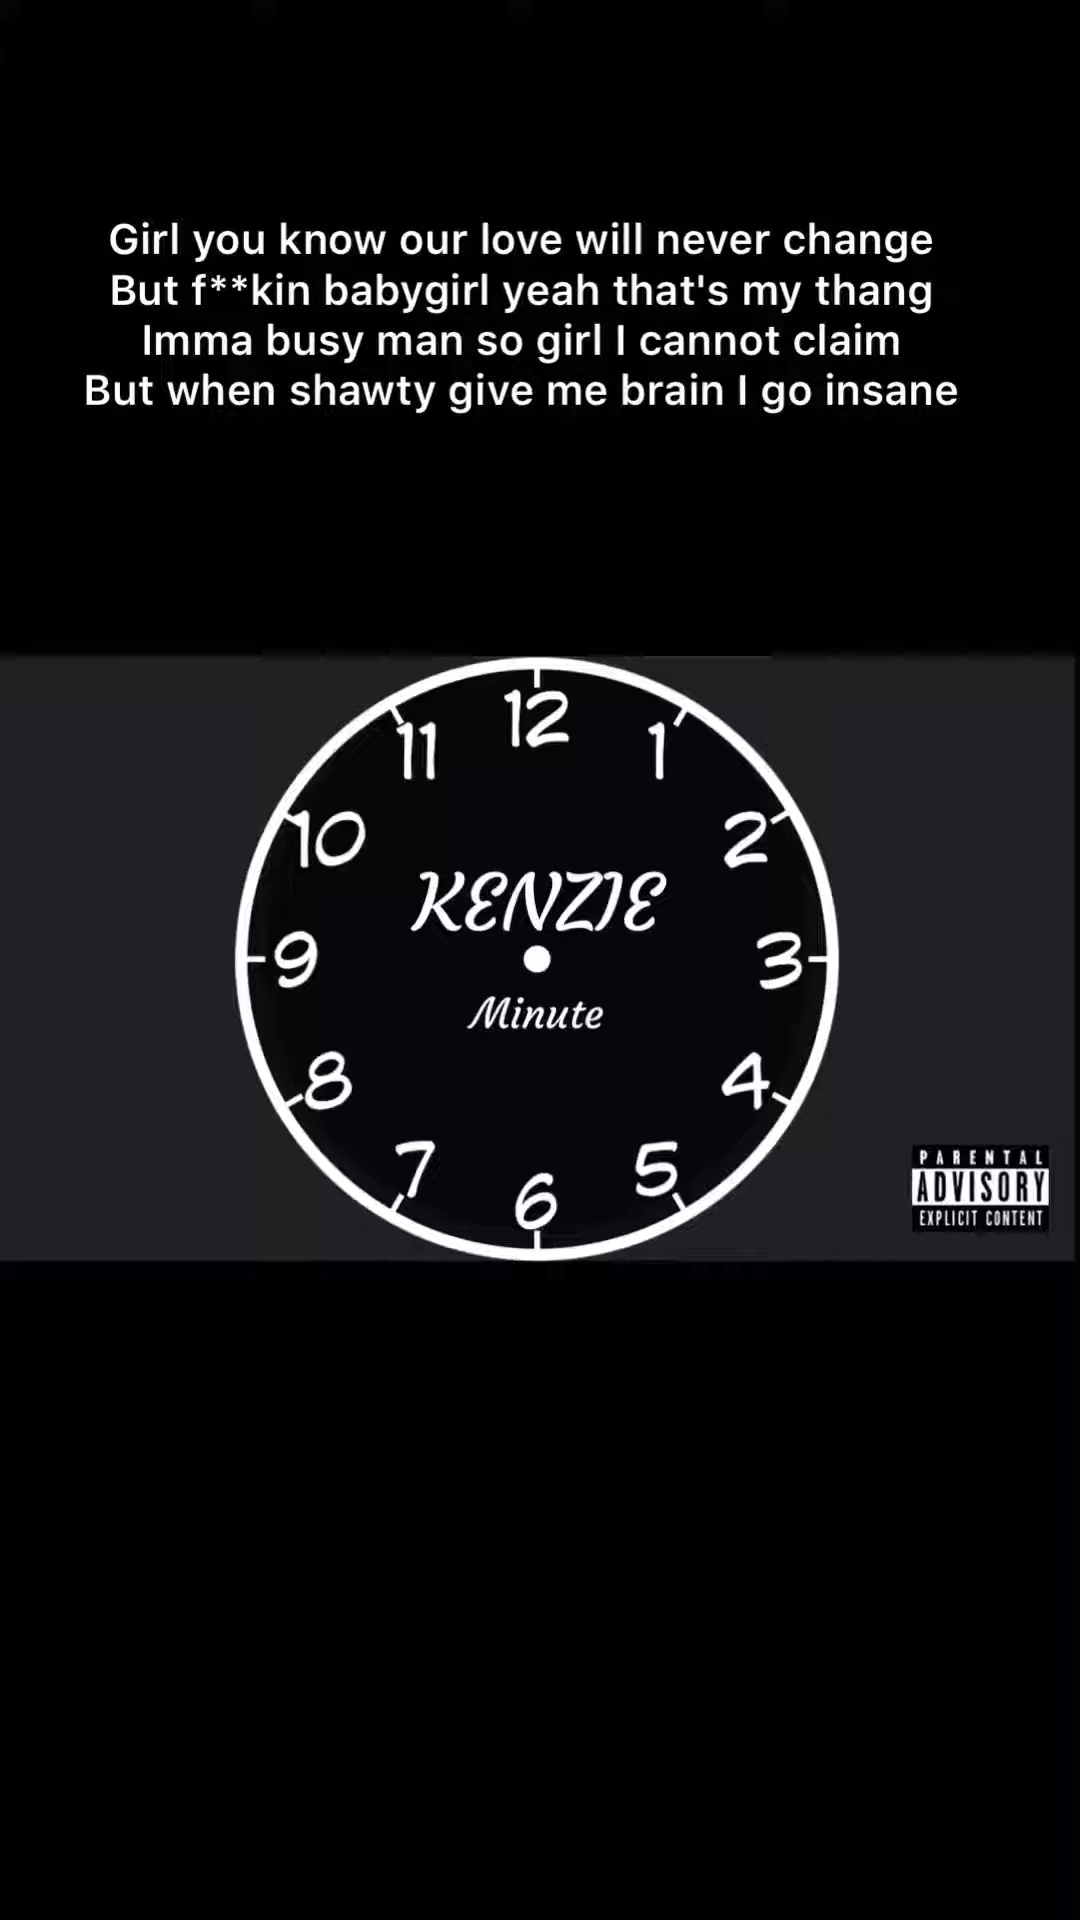 Girl you know our love will never change
But f**kin babygirl yeah that's my thang
Imma busy man so girl I cannot claim
But when shawty give me brain I go insane
12
11
1
10
2
KENZIE
9
3
Minute
8
4
7
5
6
PARENTAL
ADVISORY
EXPLICIT CONTENT